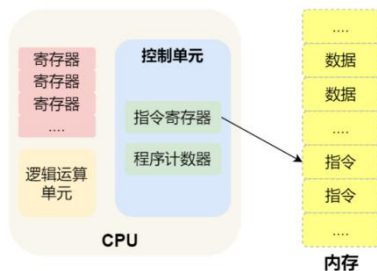 寄存器
寄存器
寄存器
....
逻辑运算
单元
控制单元
指令寄存器
程序计数器
CPU
....
数据
数据
....
指令
指令
....
内存